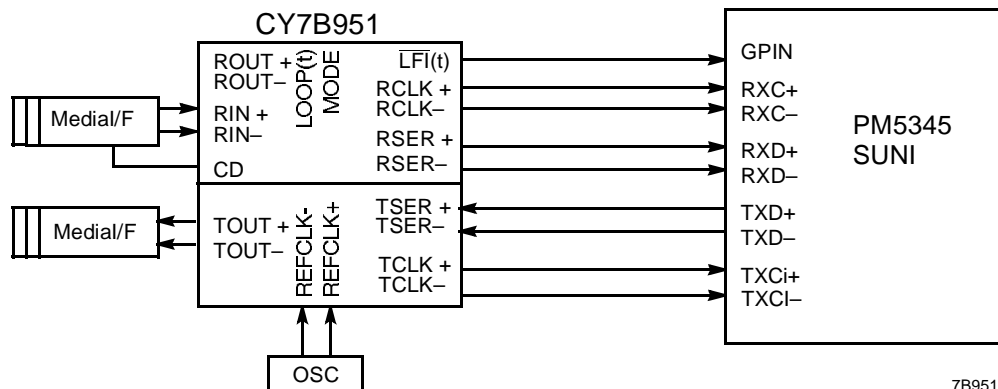 CY7B951
ROUT +
ROUT–
LOOP(t)
MODE
LFI(t)
RCLK +
RCLK–
RIN +
RIN–
RSER +
RSER–
CD
Medial/F
GPIN
RXC+
RXC–
RXD+
RXD–
PM5345
SUNI
TOUT +
TOUT–
REFCLK-
REFCLK+
TSER +
TSER–
TCLK +
TCLK–
Medial/F
TXD+
TXD–
TXCi+
TXCI–
OSC
7B951